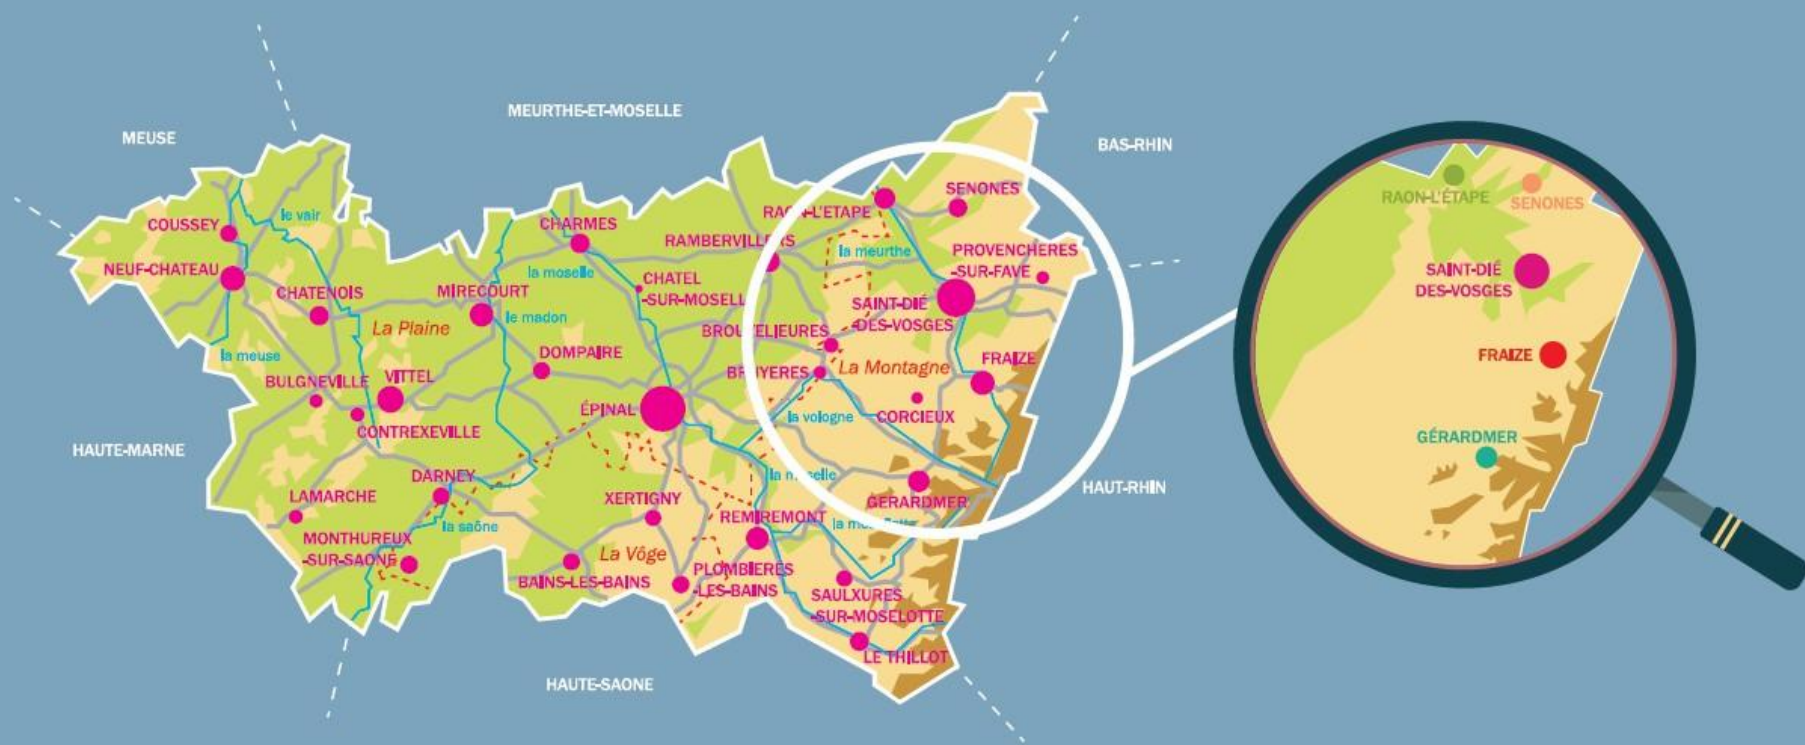 MEUSE
MEURTHE-ET-MOSELLE
BAS-RHIN
HAUTE-MARNE
HAUT-RHIN
HAUTE-SAONE
COUSSEY
le vair
NEUF-CHATEAU
CHATENOIS
la meuse
La Plaine
BULGNEVILLE
VITTEL
CONTREXEVILLE
LAMARCHE
DARNEY
la saône
MONTHUREUX
-SUR-SAONE
CHARMES
la moselle
MIRECOURT
le madon
DOMPAIRE
CHATEL
-SUR-MOSELL
RAMBERVILLERS
ÉPINAL
XERTIGNY
La Vôge
BAINS-LES-BAINS
PLOMBIERES
-LES-BAINS
REMIREMONT
la moselle
SAULXURES
-SUR-MOSELOTTE
LE THILLOT
RAON-L'ETAPE
SENONES
la meurthe
PROVENCHERES
-SUR-FAVE
SAINT-DIÉ
-DES-VOSGES
BROUVELIEURES
BRUYERES
La Montagne
FRAIZE
CORCIEUX
la vologne
GERARDMER
la moselotte
RAON-L'ÉTAPE
SENONES
SAINT-DIÉ
DES-VOSGES
FRAIZE
GÉRARDMER